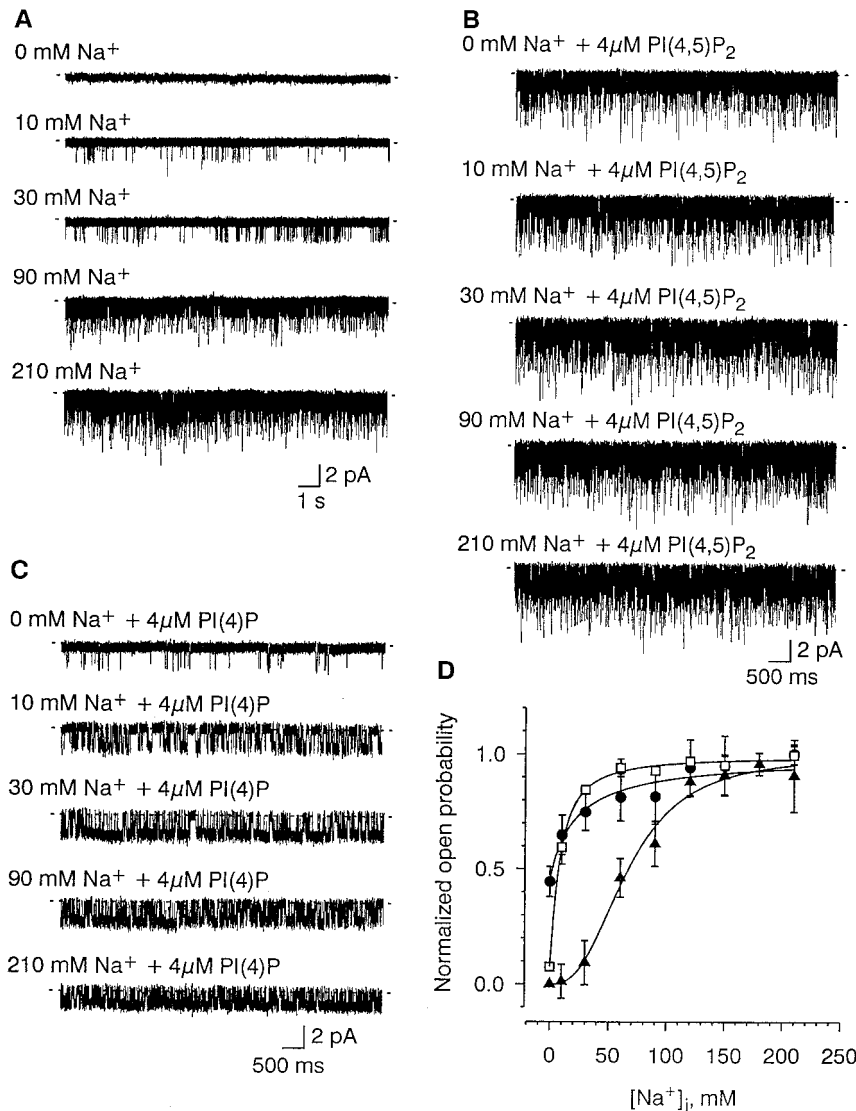 A
0 mM Na⁺
10 mM Na⁺
30 mM Na⁺
90 mM Na⁺
210 mM Na⁺
2 pA
1 s
B
0 mM Na⁺ + 4µM PI(4,5)P₂
10 mM Na⁺ + 4µM PI(4,5)P₂
30 mM Na⁺ + 4µM PI(4,5)P₂
90 mM Na⁺ + 4µM PI(4,5)P₂
210 mM Na⁺ + 4µM PI(4,5)P₂
2 pA
500 ms
C
0 mM Na⁺ + 4µM PI(4)P
10 mM Na⁺ + 4µM PI(4)P
30 mM Na⁺ + 4µM PI(4)P
90 mM Na⁺ + 4µM PI(4)P
210 mM Na⁺ + 4µM PI(4)P
2 pA
500 ms
D
Normalized open probability
1.0
0.5
0.0
0 50 100 150 200 250
[Na⁺]ᵢ, mM